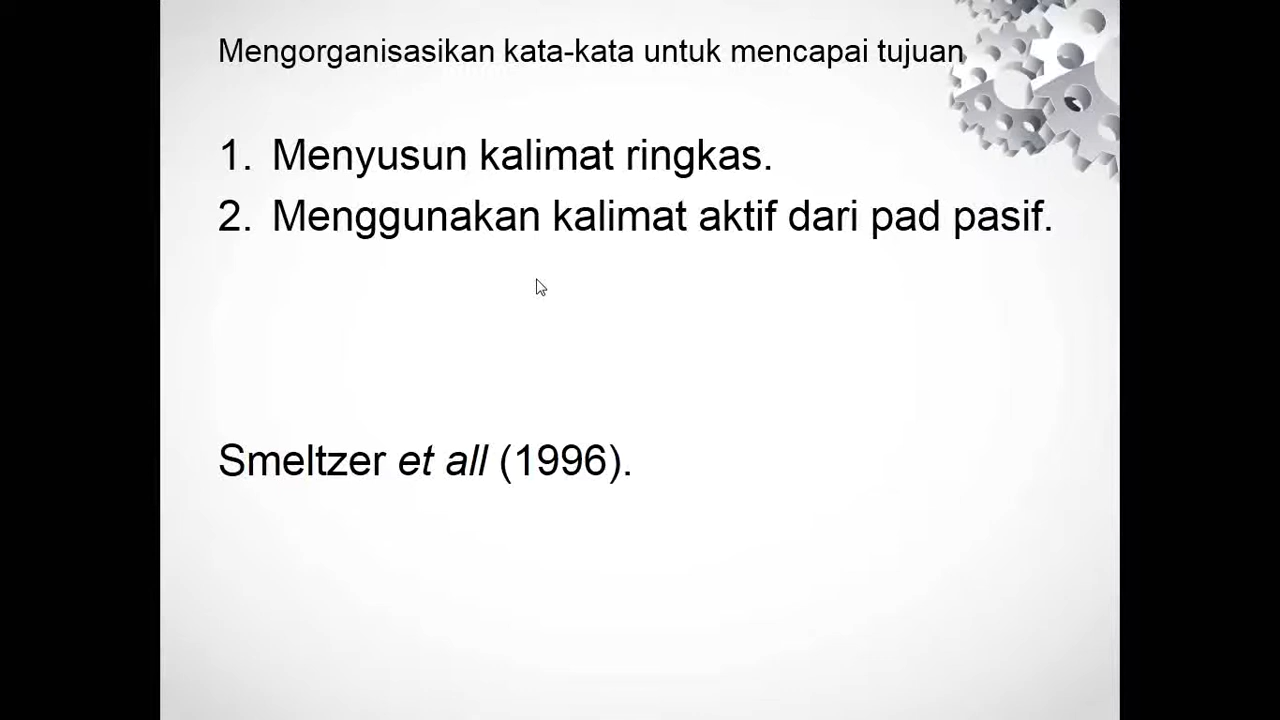 Mengorganisasikan kata-kata untuk mencapai tujuan
1. Menyusun kalimat ringkas.
2. Menggunakan kalimat aktif dari pad pasif.
Smeltzer et all (1996).